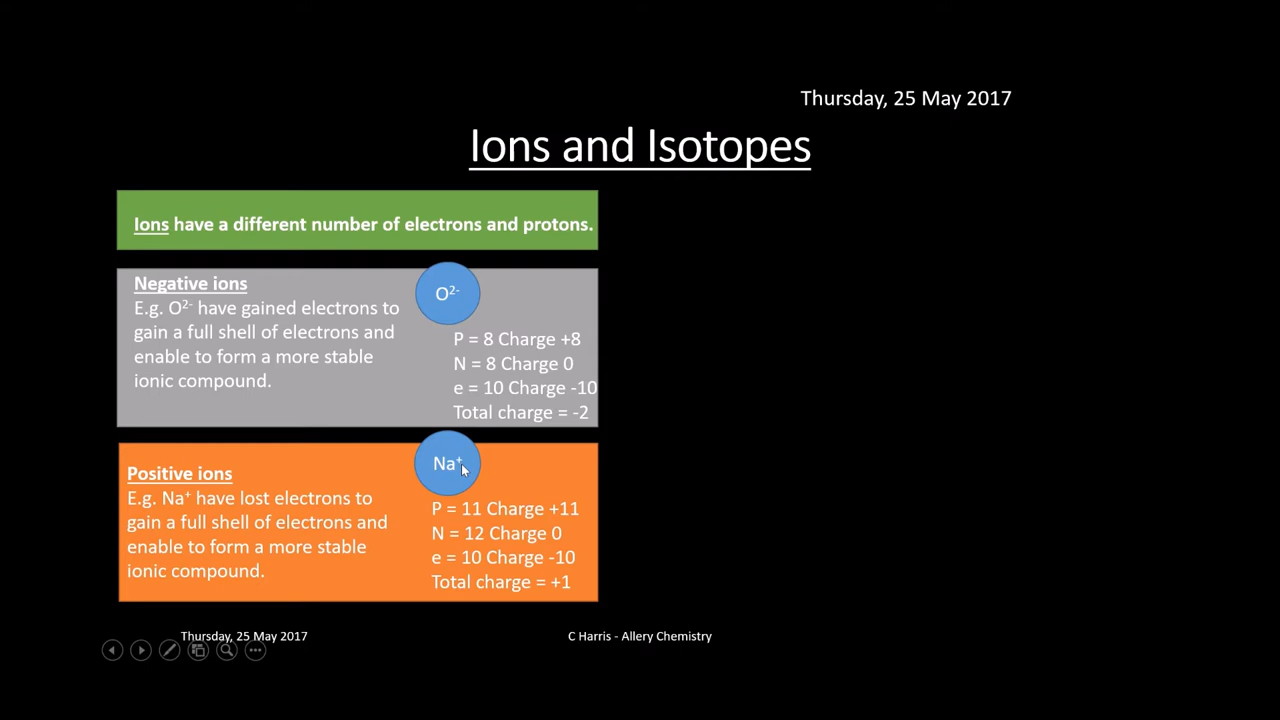 Thursday, 25 May 2017
Ions and Isotopes
Ions have a different number of electrons and protons.
Negative ions
E.g. O²⁻ have gained electrons to
gain a full shell of electrons and
enable to form a more stable
ionic compound.
O²⁻
P = 8 Charge +8
N = 8 Charge 0
e = 10 Charge -10
Total charge = -2
Positive ions
E.g. Na⁺ have lost electrons to
gain a full shell of electrons and
enable to form a more stable
ionic compound.
Na⁺
P = 11 Charge +11
N = 12 Charge 0
e = 10 Charge -10
Total charge = +1
Thursday, 25 May 2017
C Harris - Allery Chemistry